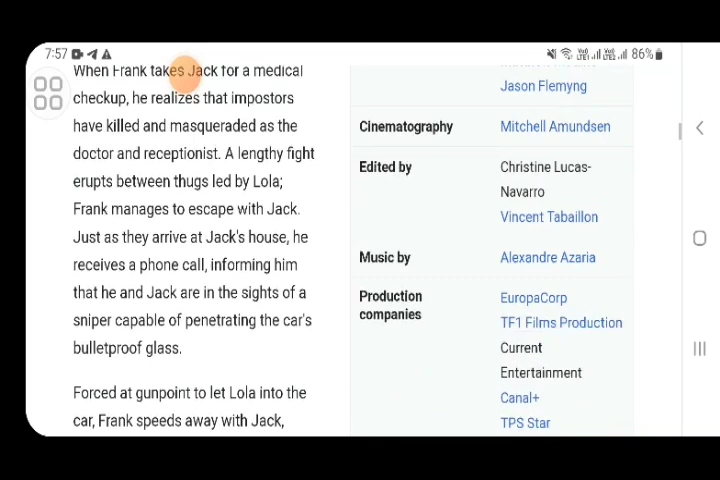 7:57
86%
When Frank takes Jack for a medical
checkup, he realizes that impostors
have killed and masqueraded as the
doctor and receptionist. A lengthy fight
erupts between thugs led by Lola;
Frank manages to escape with Jack.
Just as they arrive at Jack's house, he
receives a phone call, informing him
that he and Jack are in the sights of a
sniper capable of penetrating the car's
bulletproof glass.
Forced at gunpoint to let Lola into the
car, Frank speeds away with Jack,
Jason Flemyng
Cinematography Mitchell Amundsen
Edited by Christine Lucas-
Navarro
Vincent Tabaillon
Music by Alexandre Azaria
Production EuropaCorp
companies TF1 Films Production
Current
Entertainment
Canal+
TPS Star